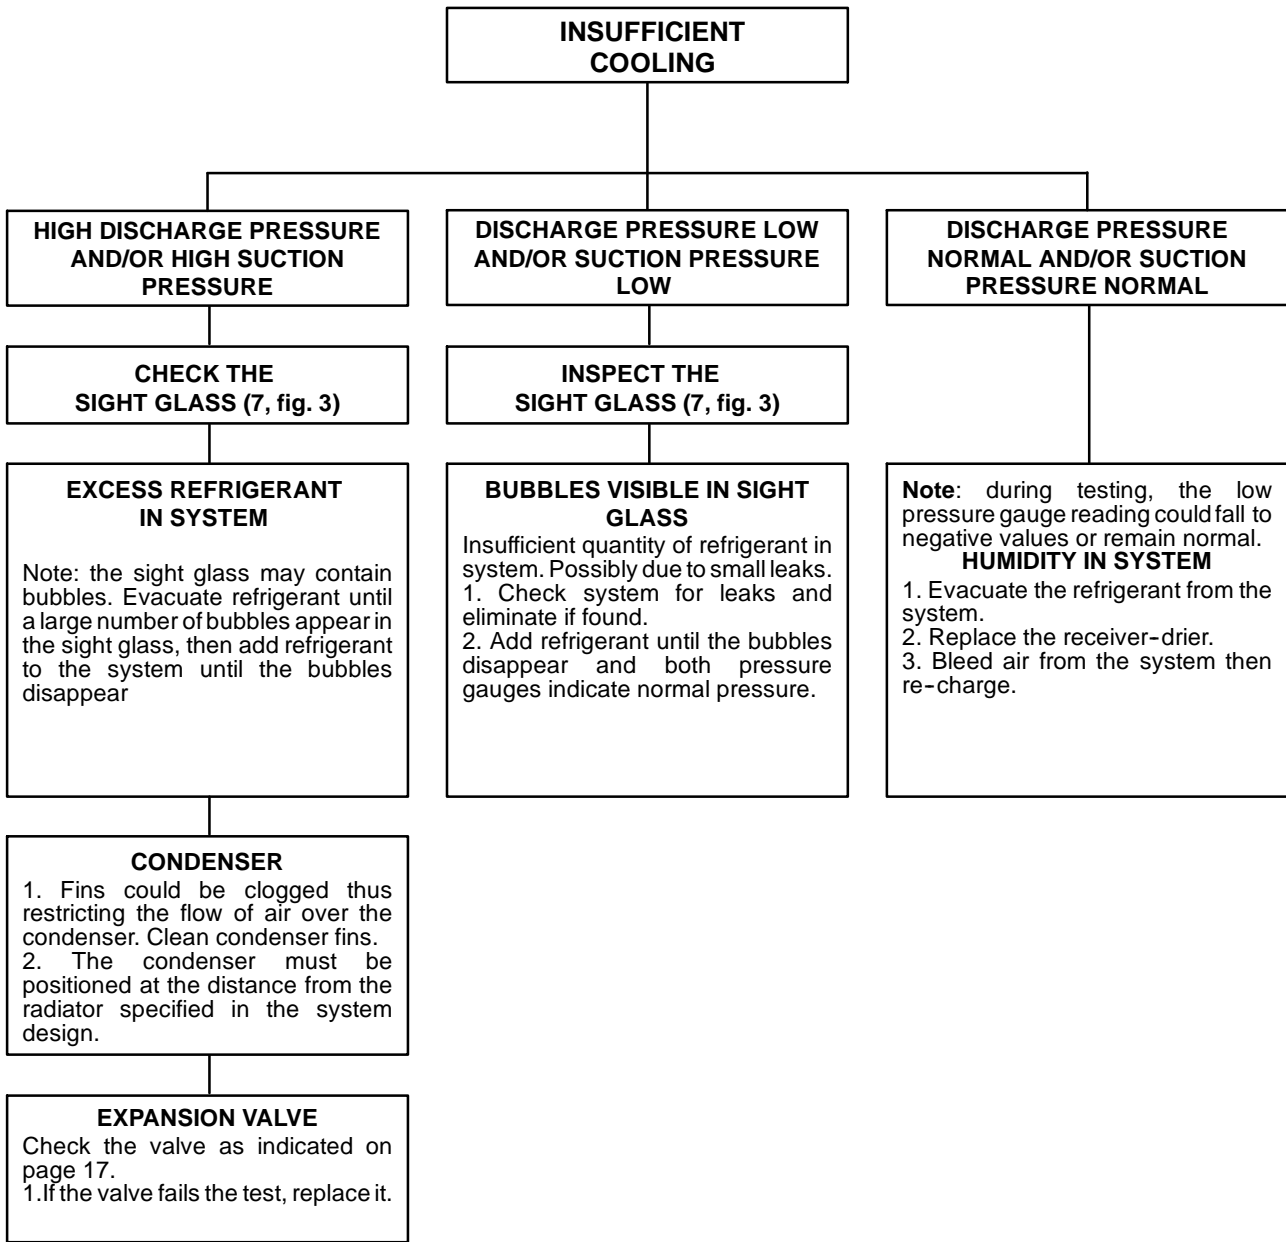 INSUFFICIENT
COOLING
HIGH DISCHARGE PRESSURE
AND/OR HIGH SUCTION
PRESSURE
CHECK THE
SIGHT GLASS (7, fig. 3)
EXCESS REFRIGERANT
IN SYSTEM
Note: the sight glass may contain
bubbles. Evacuate refrigerant until
a large number of bubbles appear in
the sight glass, then add refrigerant
to the system until the bubbles
disappear
CONDENSER
1. Fins could be clogged thus
restricting the flow of air over the
condenser. Clean condenser fins.
2. The condenser must be
positioned at the distance from the
radiator specified in the system
design.
EXPANSION VALVE
Check the valve as indicated on
page 17.
1.If the valve fails the test, replace it.
DISCHARGE PRESSURE LOW
AND/OR SUCTION PRESSURE
LOW
INSPECT THE
SIGHT GLASS (7, fig. 3)
BUBBLES VISIBLE IN SIGHT
GLASS
Insufficient quantity of refrigerant in
system. Possibly due to small leaks.
1. Check system for leaks and
eliminate if found.
2. Add refrigerant until the bubbles
disappear and both pressure
gauges indicate normal pressure.
DISCHARGE PRESSURE
NORMAL AND/OR SUCTION
PRESSURE NORMAL
Note: during testing, the low
pressure gauge reading could fall to
negative values or remain normal.
HUMIDITY IN SYSTEM
1. Evacuate the refrigerant from the
system.
2. Replace the receiver-drier.
3. Bleed air from the system then
re-charge.